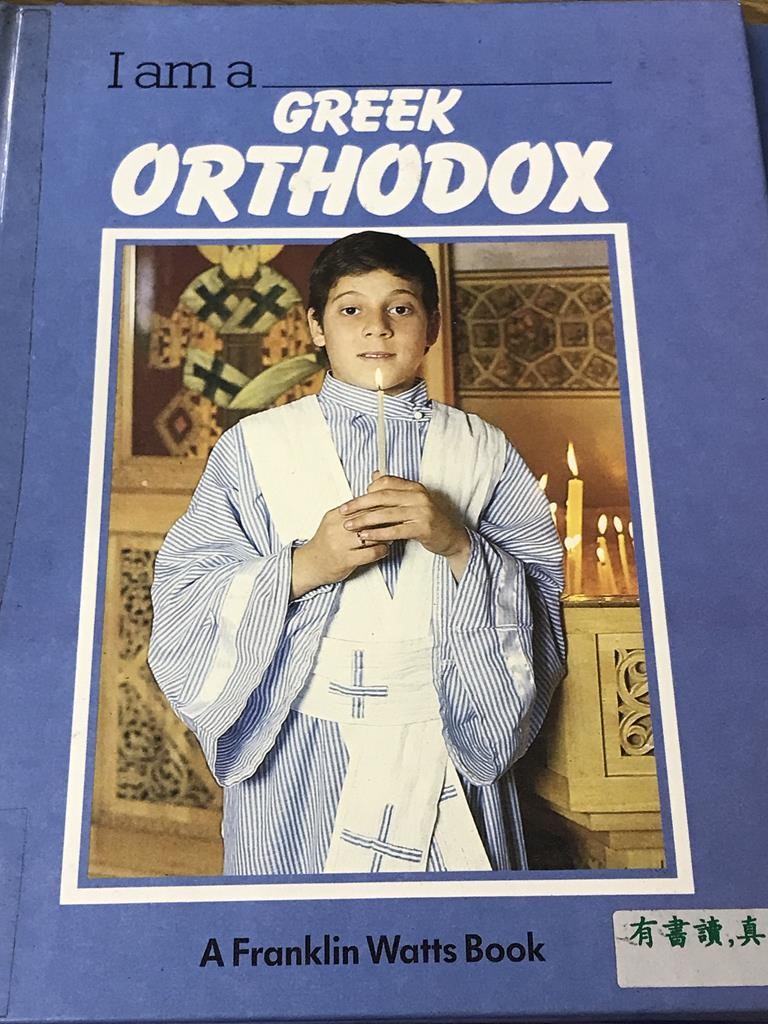 I am a
GREEK
ORTHODOX
A Franklin Watts Book
有書讀,真